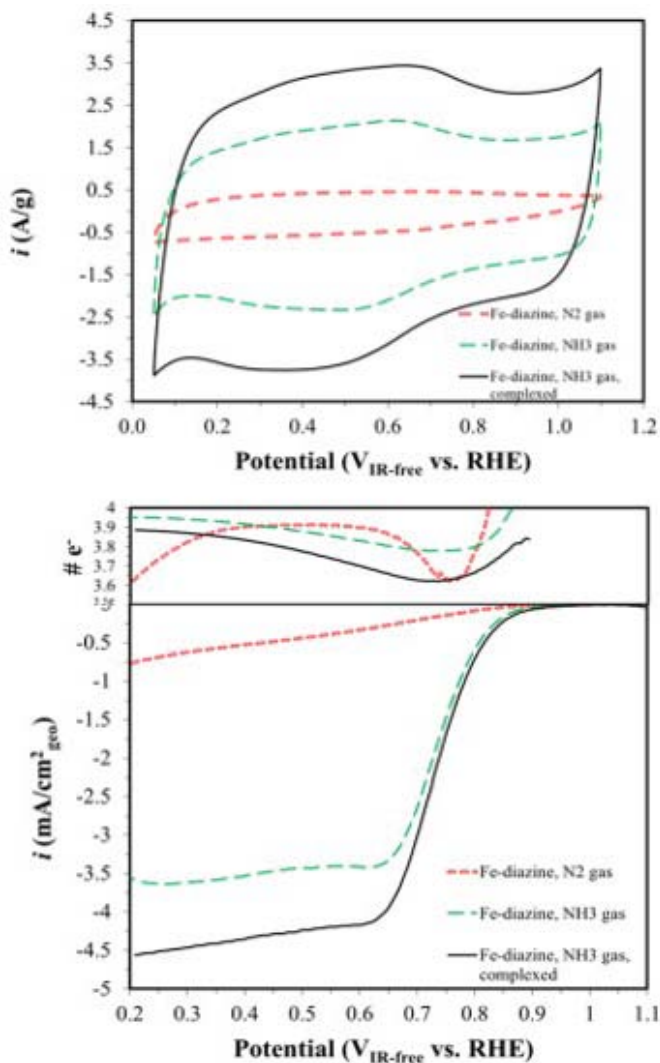 3.5
2.5
1.5
0.5
-0.5
-1.5
-2.5
-3.5
-4.5
i (A/g)
Fe-diazine, N2 gas
Fe-diazine, NH3 gas
Fe-diazine, NH3 gas,
complexed
0.0 0.2 0.4 0.6 0.8 1.0 1.2
Potential (V_IR-free vs. RHE)
4
3.9
3.8
3.7
3.6
# e-
-0.5
-1
-1.5
-2
-2.5
-3
-3.5
-4
-4.5
-5
i (mA/cm²geo)
Fe-diazine, N2 gas
Fe-diazine, NH3 gas
Fe-diazine, NH3 gas,
complexed
0.2 0.3 0.4 0.5 0.6 0.7 0.8 0.9 1 1.1
Potential (V_IR-free vs. RHE)